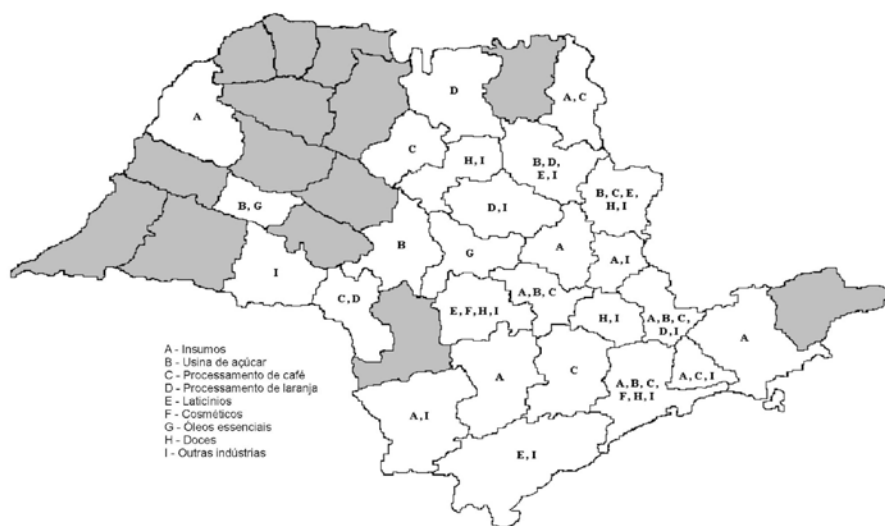 D
A, C
A
C
H, I
B, D,
E, I
B, C, E,
H, I
B, G
D, I
B
G
A
A, I
I
C, D
E, F, H, I
A, B, C
H, I
A, B, C,
D, I
A
A
C
A, B, C,
F, H, I
A, C, I
A, I
E, I
A - Insumos
B - Usina de açúcar
C - Processamento de café
D - Processamento de laranja
E - Laticínios
F - Cosméticos
G - Óleos essenciais
H - Doces
I - Outras indústrias